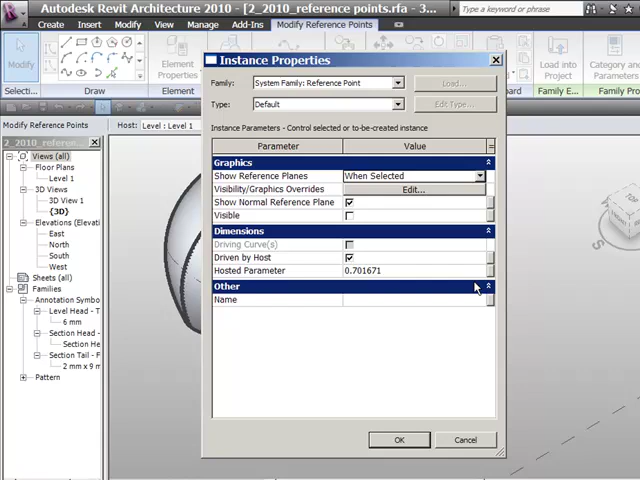 Autodesk Revit Architecture 2010 - [2_2010_reference points.rfa - 3...
Type a keyword or phrase
Create
Insert
Modify
View
Manage
Add-Ins
Modify Reference Points
Modify
Element Properties
Load into Project
Category and Parameters
Selecti...
Draw
Family E...
Family Pro
Modify Reference Points
Host:
Level : Level 1
2_2010_reference
Views (all)
Floor Plans
Level 1
3D Views
3D View 1
{3D}
Elevations (Elevation
East
North
South
West
Sheets (all)
Families
Annotation Symbo
Level Head -
6 mm
Section Head -
Section He
Section Tail - F
2 mm x 9 m
Pattern
Instance Properties
Family:
System Family: Reference Point
Load...
Type:
Default
Edit Type...
Instance Parameters - Control selected or to-be-created instance
Parameter
Value
=
Graphics
Show Reference Planes
When Selected
Visibility/Graphics Overrides
Edit...
Show Normal Reference Plane
Visible
Dimensions
Driving Curve(s)
Driven by Host
Hosted Parameter
0.701671
Other
Name
OK
Cancel
TOP
S